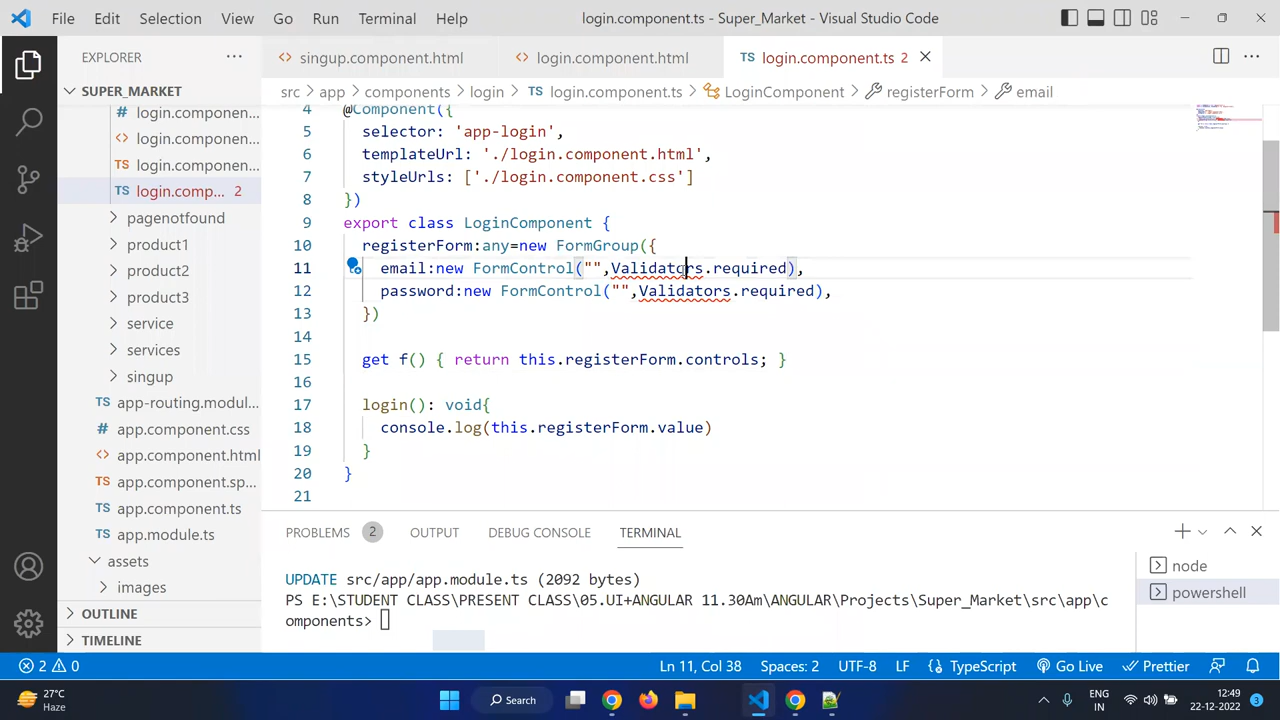 File Edit Selection View Go Run Terminal Help login.component.ts - Super_Market - Visual Studio Code
EXPLORER ... singup.component.html login.component.html TS login.component.ts 2
SUPER_MARKET src > app > components > login > TS login.component.ts > LoginComponent > registerForm > email
# login.componen...
login.componen...
TS login.componen...
TS login.comp... 2
pagenotfound
product1
product2
product3
service
services
singup
TS app-routing.modul...
# app.component.css
app.component.html
TS app.component.sp...
TS app.component.ts
TS app.module.ts
assets
images
OUTLINE
TIMELINE
4 @Component({
5 selector: 'app-login',
6 templateUrl: './login.component.html',
7 styleUrls: ['./login.component.css']
8 })
9 export class LoginComponent {
10 registerForm:any=new FormGroup({
11 email:new FormControl("",Validators.required),
12 password:new FormControl("",Validators.required),
13 })
14
15 get f() { return this.registerForm.controls; }
16
17 login(): void{
18 console.log(this.registerForm.value)
19 }
20 }
21
PROBLEMS 2 OUTPUT DEBUG CONSOLE TERMINAL
UPDATE src/app/app.module.ts (2092 bytes)
PS E:\STUDENT CLASS\PRESENT CLASS\05.UI+ANGULAR 11.30Am\ANGULAR\Projects\Super_Market\src\app\c
omponents>
node
powershell
2 0 Ln 11, Col 38 Spaces: 2 UTF-8 LF TypeScript Go Live Prettier
27°C
Haze
Search
ENG
IN
12:49
22-12-2022
3